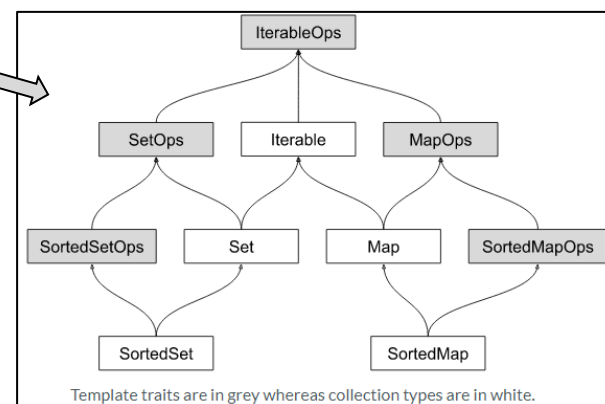 IterableOps
SetOps Iterable MapOps
SortedSetOps Set Map SortedMapOps
SortedSet SortedMap
Template traits are in grey whereas collection types are in white.